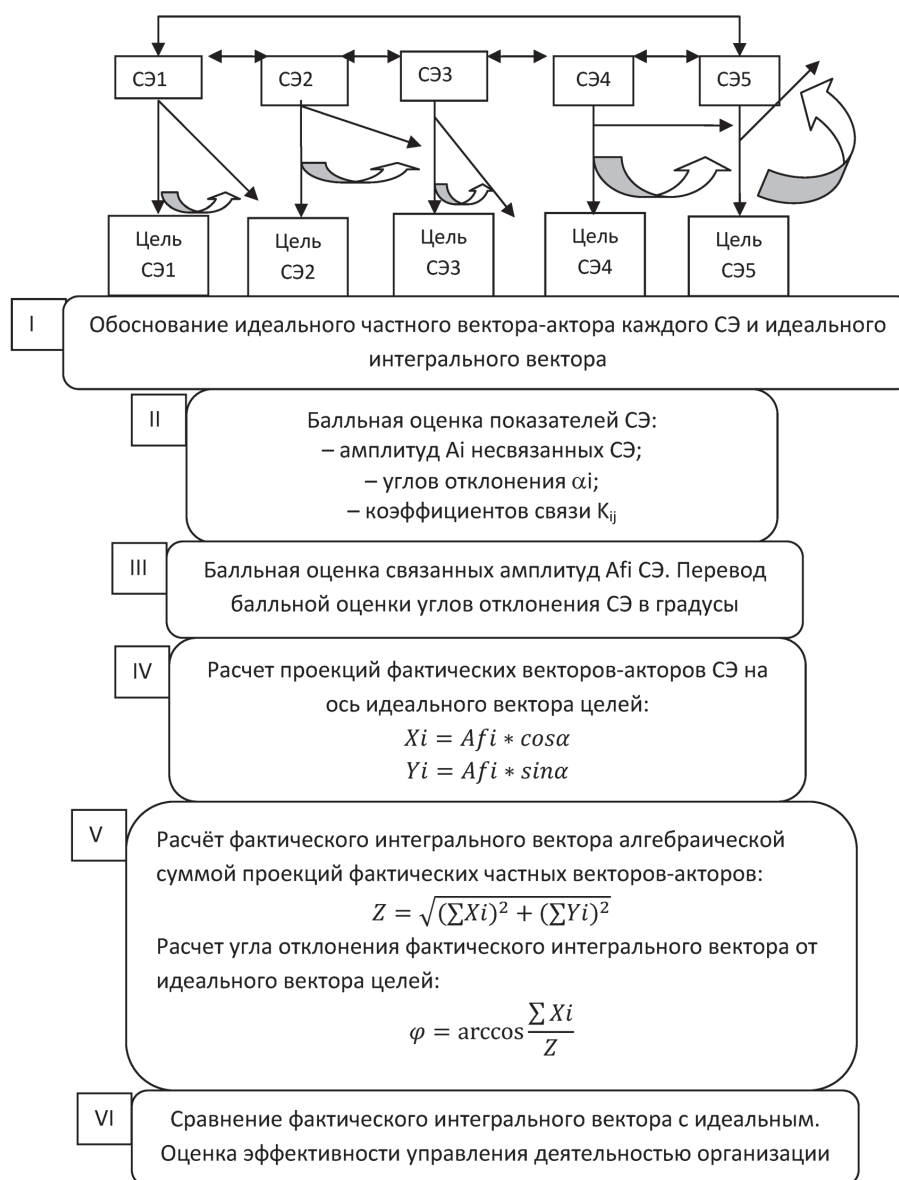 СЭ1 СЭ2 СЭ3 СЭ4 СЭ5
Цель Цель Цель Цель Цель
СЭ1 СЭ2 СЭ3 СЭ4 СЭ5
I
Обоснование идеального частного вектора-актора каждого СЭ и идеального
интегрального вектора
II
Балльная оценка показателей СЭ:
– амплитуд Ai несвязанных СЭ;
– углов отклонения αi;
– коэффициентов связи Kij
III
Балльная оценка связанных амплитуд Afi СЭ. Перевод
балльной оценки углов отклонения СЭ в градусы
IV
Расчет проекций фактических векторов-акторов СЭ на
ось идеального вектора целей:
Xi = Afi * cosα
Yi = Afi * sinα
V
Расчёт фактического интегрального вектора алгебраической
суммой проекций фактических частных векторов-акторов:
Z = √(∑Xi)² + (∑Yi)²
Расчет угла отклонения фактического интегрального вектора от
идеального вектора целей:
φ = arccos ∑ Xi / Z
VI
Сравнение фактического интегрального вектора с идеальным.
Оценка эффективности управления деятельностью организации